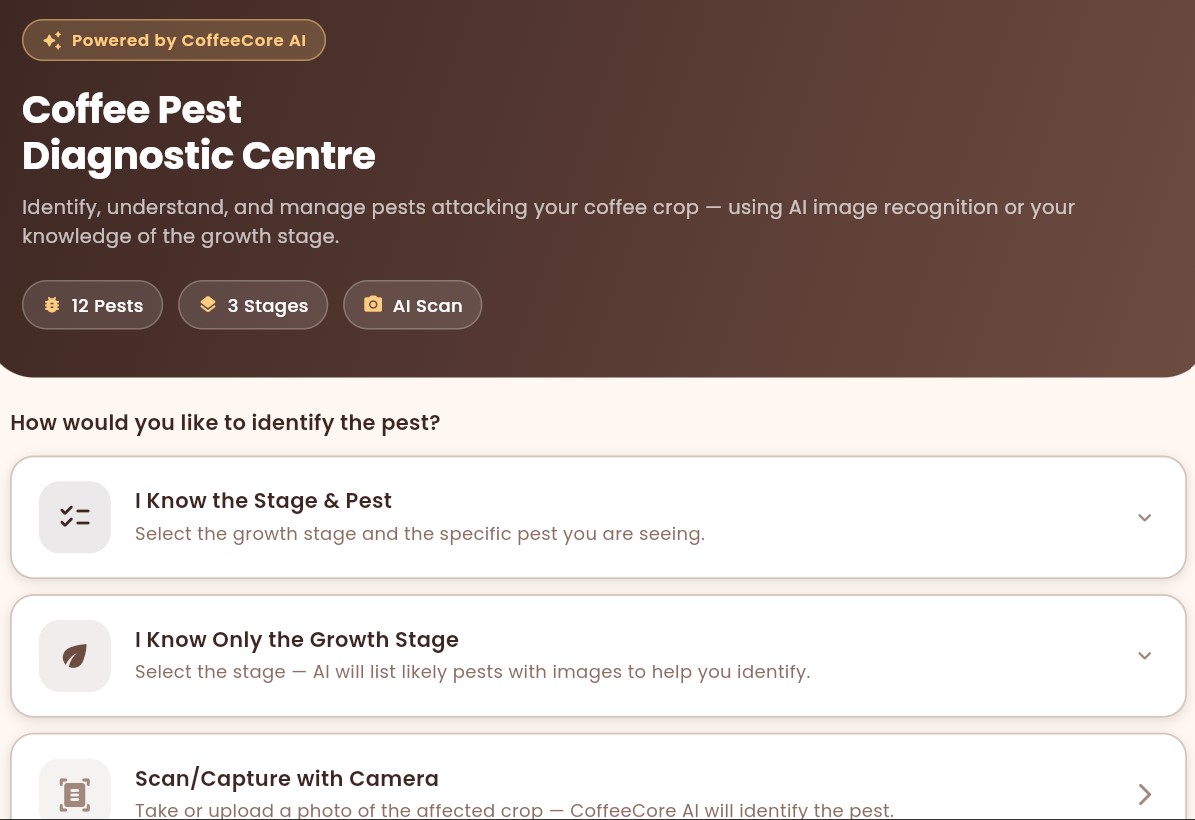 Powered by CoffeeCore AI
Coffee Pest
Diagnostic Centre
Identify, understand, and manage pests attacking your coffee crop — using AI image recognition or your
knowledge of the growth stage.
12 Pests
3 Stages
AI Scan
How would you like to identify the pest?
I Know the Stage & Pest
Select the growth stage and the specific pest you are seeing.
I Know Only the Growth Stage
Select the stage — AI will list likely pests with images to help you identify.
Scan/Capture with Camera
Take or upload a photo of the affected crop — CoffeeCore AI will identify the pest.